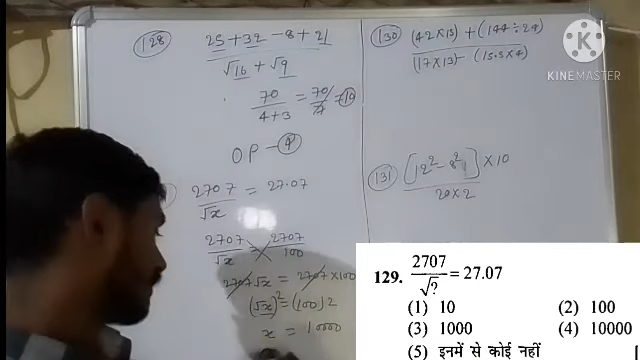 128
25 + 32 - 8 + 21
√16 + √9
70 / 4+3 = 70/7 = 10
OP - 4
2707 / √x = 27.07
2707 / √x = 2707 / 100
2707 √x = 2707 × 100
(√x)² = (100)2
x = 10000
130 (42×13) + (144 ÷ 24)
(17×13) - (15.5×4)
131 [12² - 8²] × 10
20 × 2
KINEMASTER
129. 2707 / √? = 27.07
(1) 10 (2) 100
(3) 1000 (4) 10000
(5) इनमें से कोई नहीं